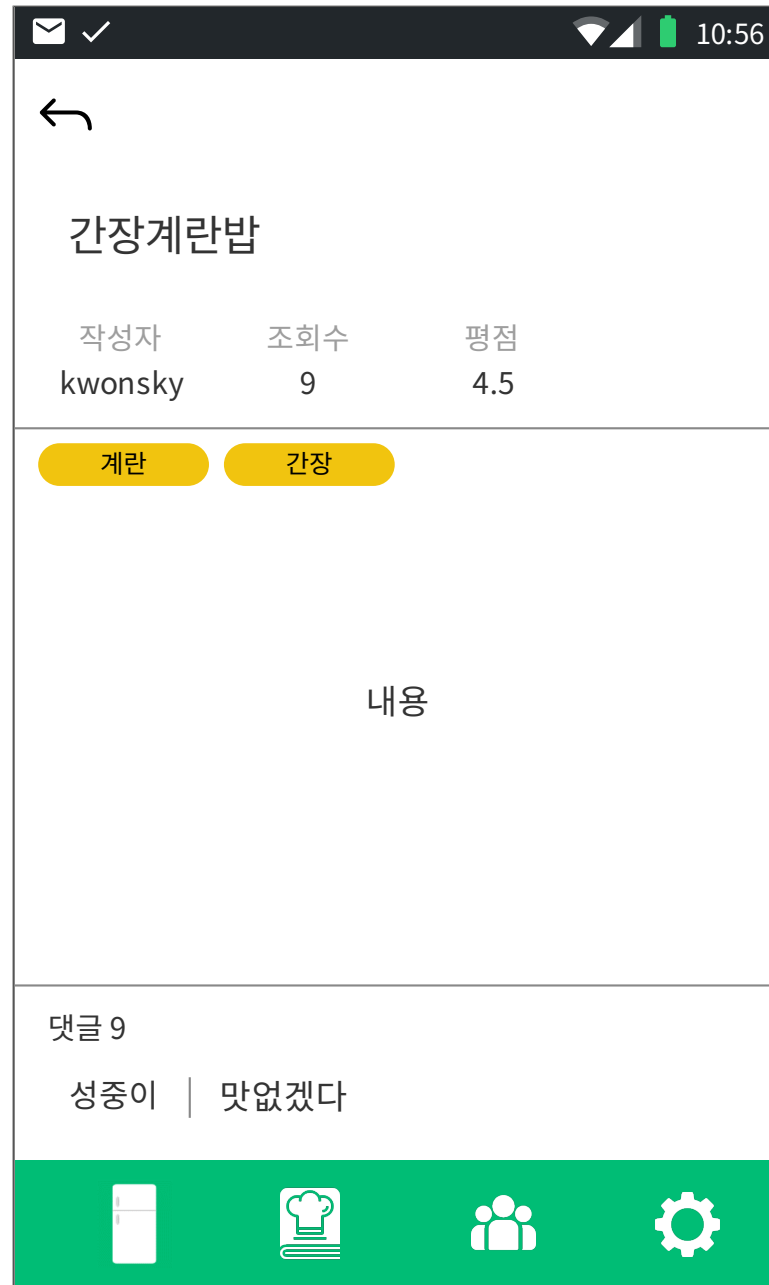 10:56
간장계란밥
작성자 조회수 평점
kwonsky 9 4.5
계란 간장
내용
댓글 9
성중이 | 맛없겠다